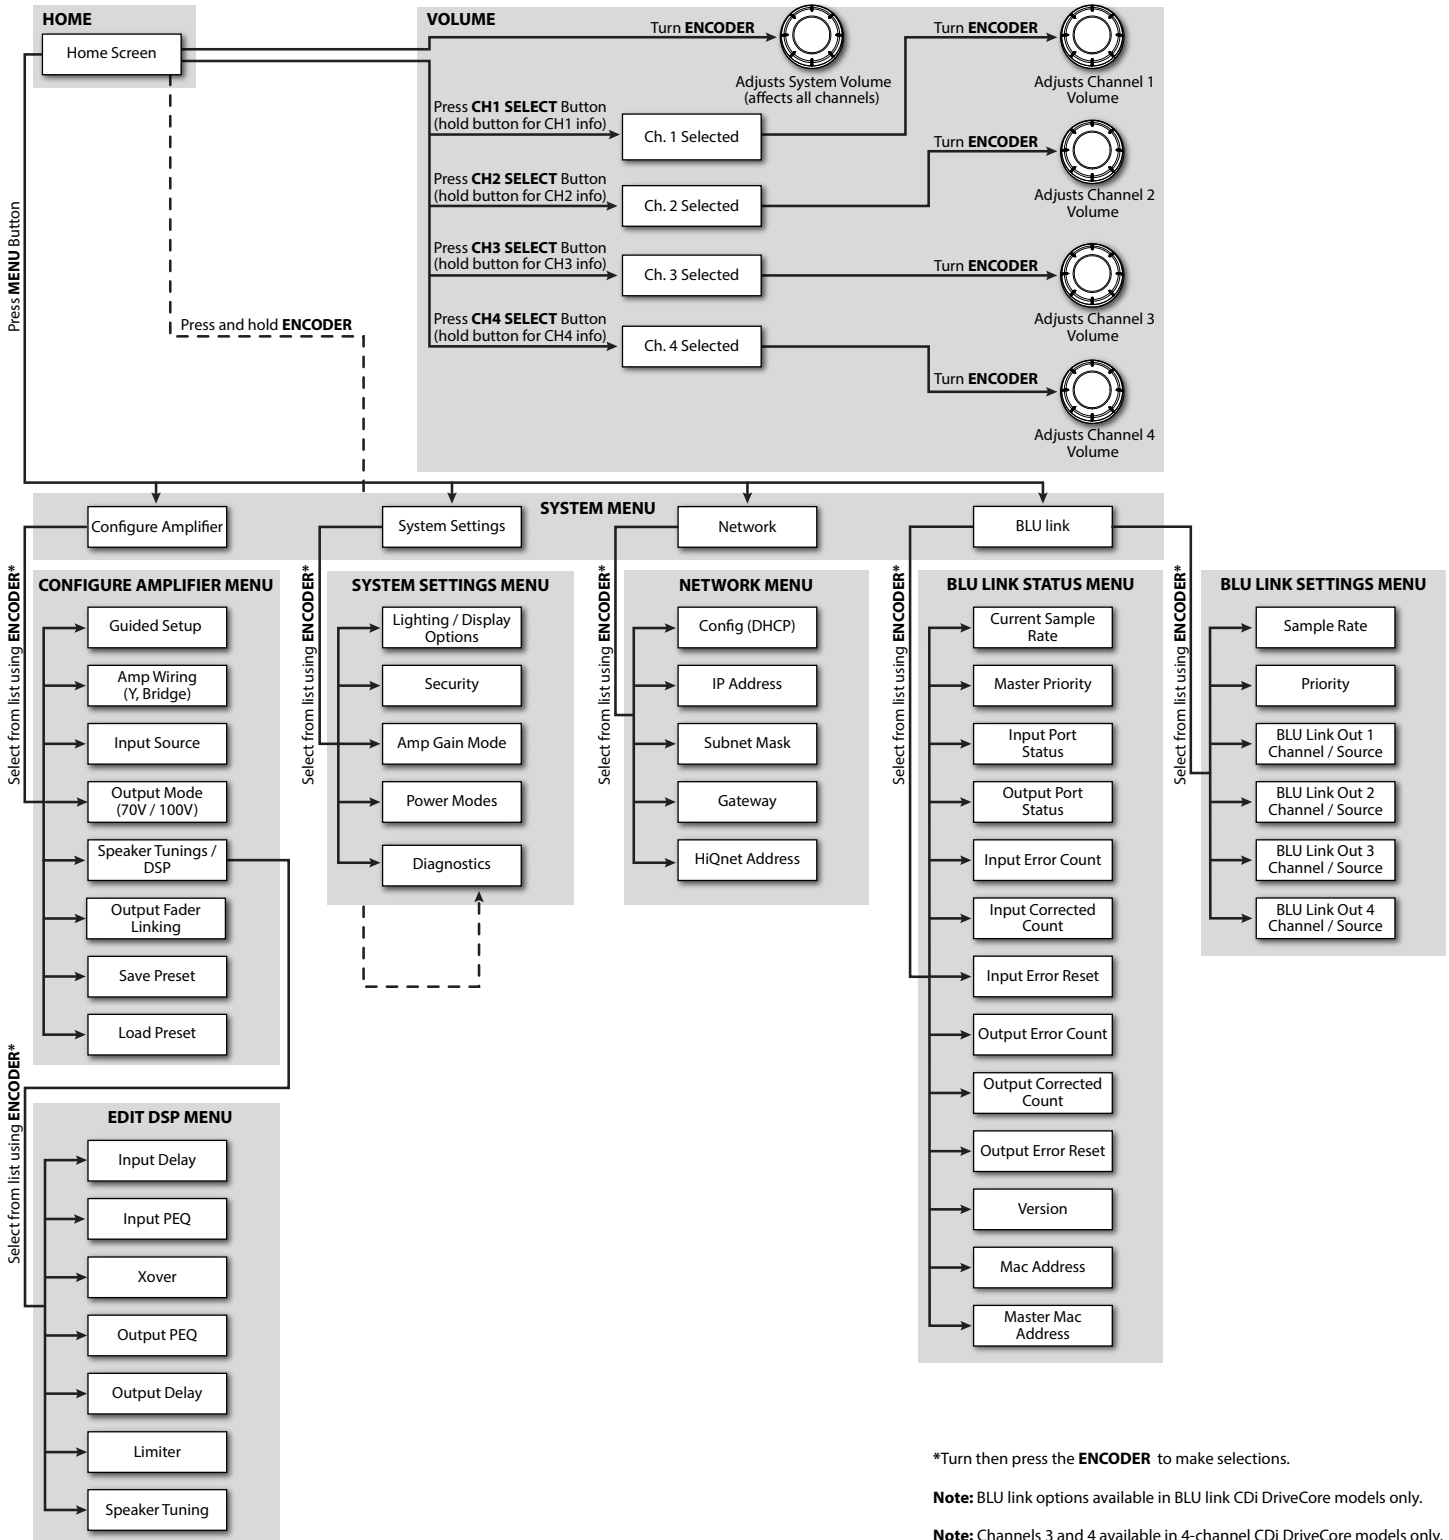 HOME
Home Screen
VOLUME
Turn ENCODER
Adjusts System Volume
(affects all channels)
Turn ENCODER
Adjusts Channel 1
Volume
Press CH1 SELECT Button
(hold button for CH1 info)
Ch. 1 Selected
Turn ENCODER
Adjusts Channel 2
Volume
Press CH2 SELECT Button
(hold button for CH2 info)
Ch. 2 Selected
Press CH3 SELECT Button
(hold button for CH3 info)
Ch. 3 Selected
Turn ENCODER
Adjusts Channel 3
Volume
Press CH4 SELECT Button
(hold button for CH4 info)
Ch. 4 Selected
Turn ENCODER
Adjusts Channel 4
Volume
Press MENU Button
Press and hold ENCODER
SYSTEM MENU
Configure Amplifier
System Settings
Network
BLU link
Select from list using ENCODER*
CONFIGURE AMPLIFIER MENU
Guided Setup
Amp Wiring
(Y, Bridge)
Input Source
Output Mode
(70V / 100V)
Speaker Tunings /
DSP
Output Fader
Linking
Save Preset
Load Preset
Select from list using ENCODER*
SYSTEM SETTINGS MENU
Lighting / Display
Options
Security
Amp Gain Mode
Power Modes
Diagnostics
Select from list using ENCODER*
NETWORK MENU
Config (DHCP)
IP Address
Subnet Mask
Gateway
HiQnet Address
Select from list using ENCODER*
BLU LINK STATUS MENU
Current Sample
Rate
Master Priority
Input Port
Status
Output Port
Status
Input Error Count
Input Corrected
Count
Input Error Reset
Output Error Count
Output Corrected
Count
Output Error Reset
Version
Mac Address
Master Mac
Address
Select from list using ENCODER*
BLU LINK SETTINGS MENU
Sample Rate
Priority
BLU Link Out 1
Channel / Source
BLU Link Out 2
Channel / Source
BLU Link Out 3
Channel / Source
BLU Link Out 4
Channel / Source
Select from list using ENCODER*
EDIT DSP MENU
Input Delay
Input PEQ
Xover
Output PEQ
Output Delay
Limiter
Speaker Tuning
*Turn then press the ENCODER to make selections.
Note: BLU link options available in BLU link CDi DriveCore models only.
Note: Channels 3 and 4 available in 4-channel CDi DriveCore models only.